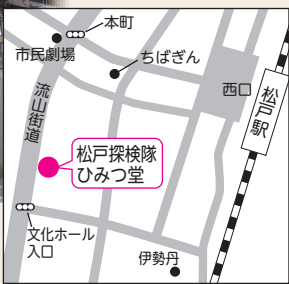 本町
市民劇場
ちばぎん
西口
松戸駅
流山街道
松戸探検隊
ひみつ堂
文化ホール
入口
伊勢丹